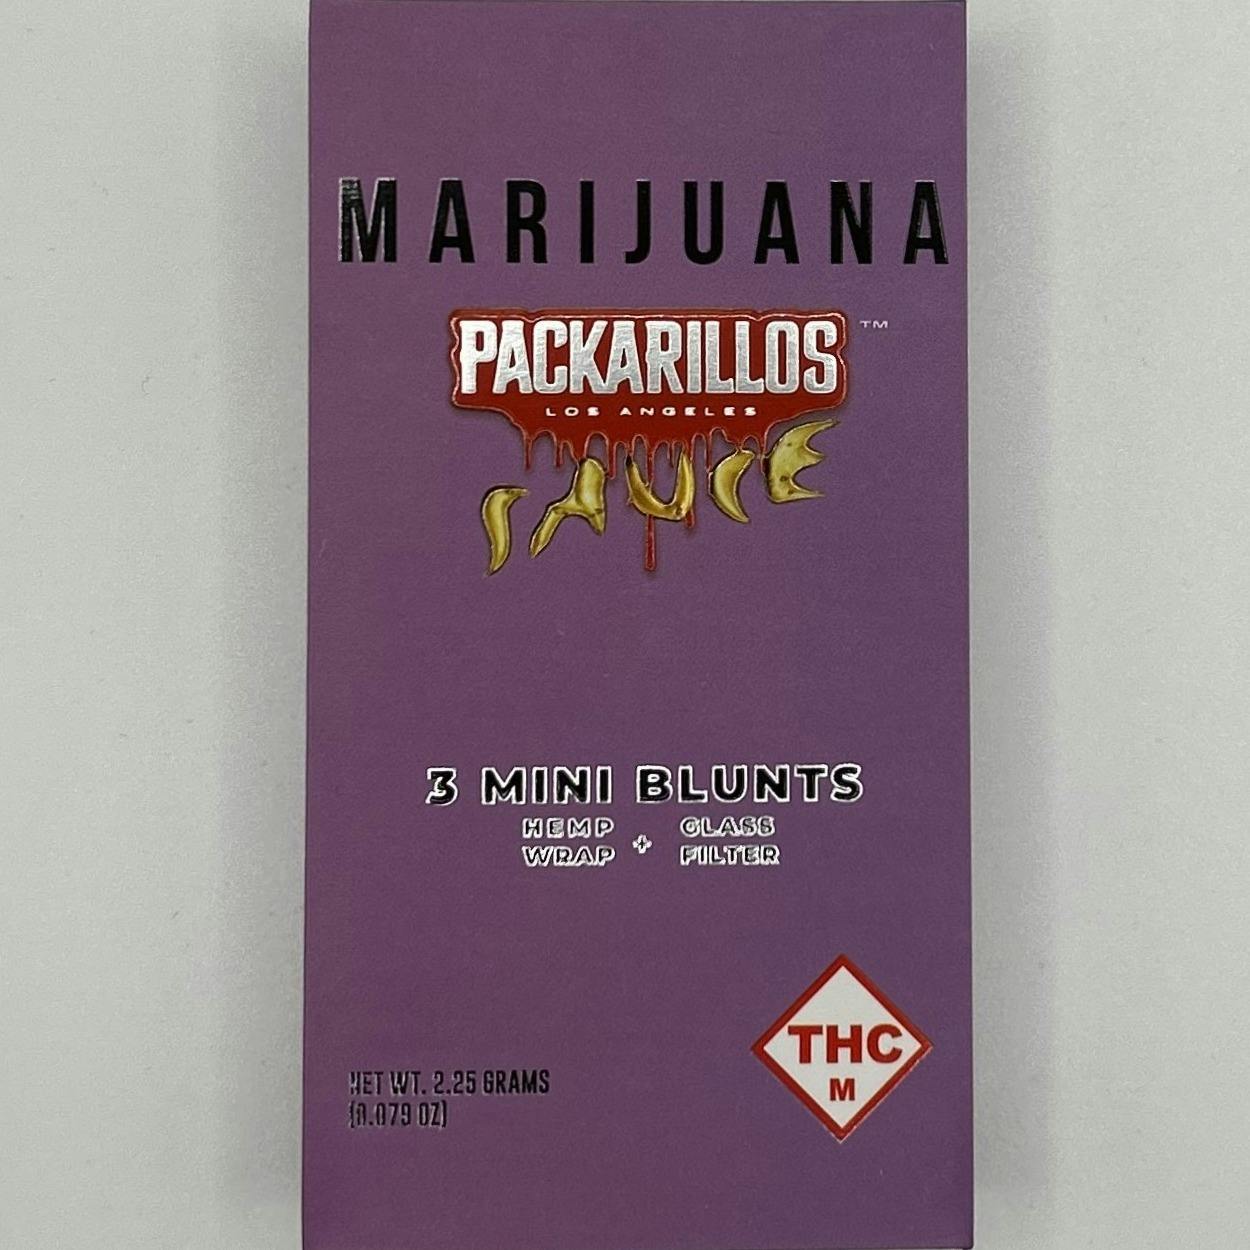 MARIJUANA
PACKARILLOS™
LOS ANGELES
SAUCE
3 MINI BLUNTS
HEMP WRAP + GLASS FILTER
NET WT. 2.25 GRAMS
(0.079 OZ)
THC
M